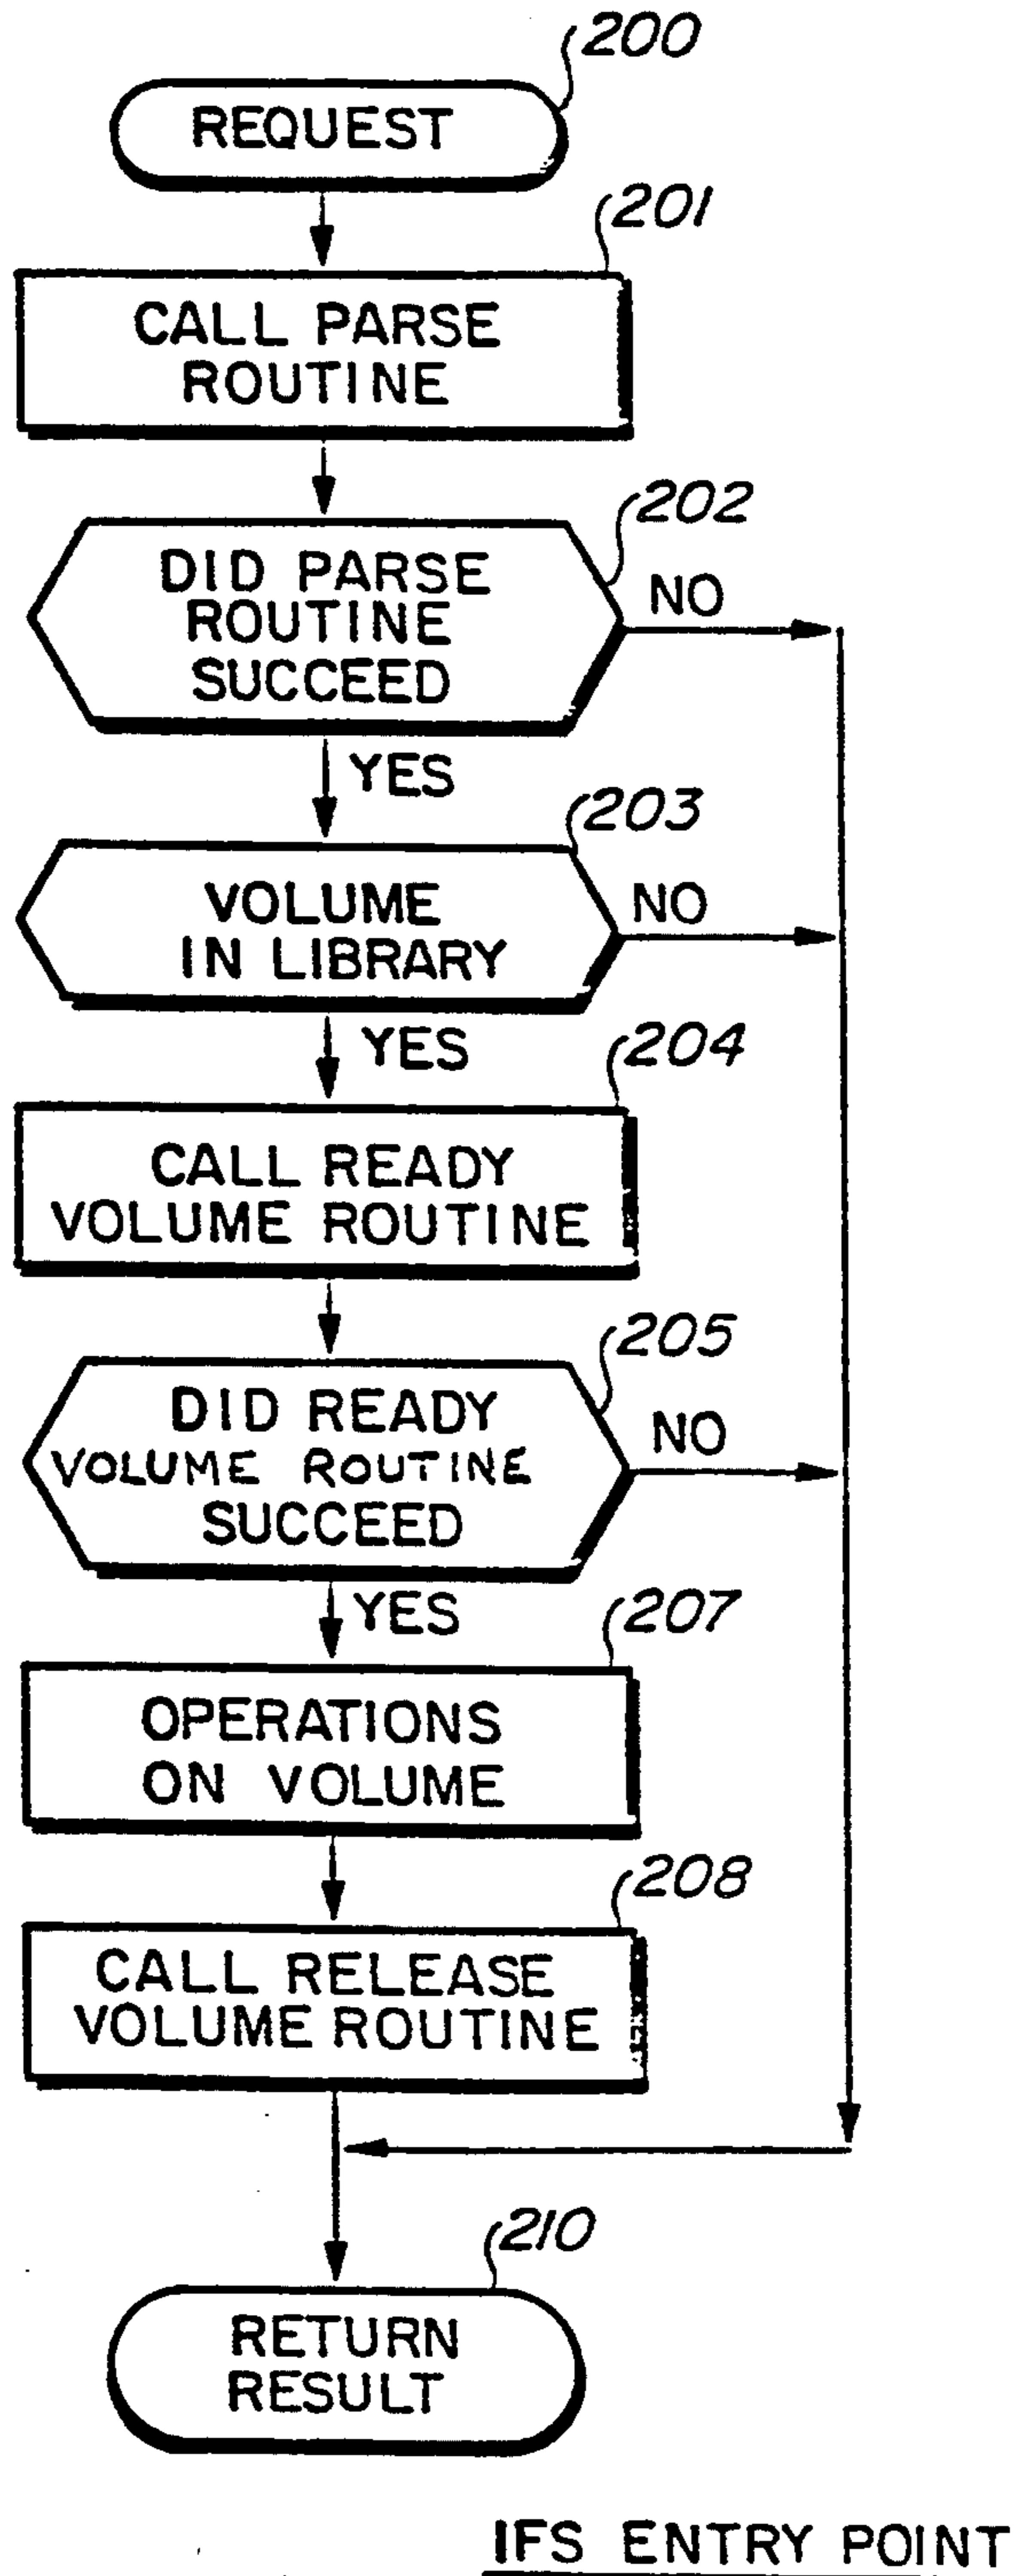 200
REQUEST
201
CALL PARSE
ROUTINE
202
DID PARSE
ROUTINE
SUCCEED
NO
YES
203
VOLUME
IN LIBRARY
NO
YES
204
CALL READY
VOLUME ROUTINE
205
DID READY
VOLUME ROUTINE
SUCCEED
NO
YES
207
OPERATIONS
ON VOLUME
208
CALL RELEASE
VOLUME ROUTINE
210
RETURN
RESULT
IFS ENTRY POINT